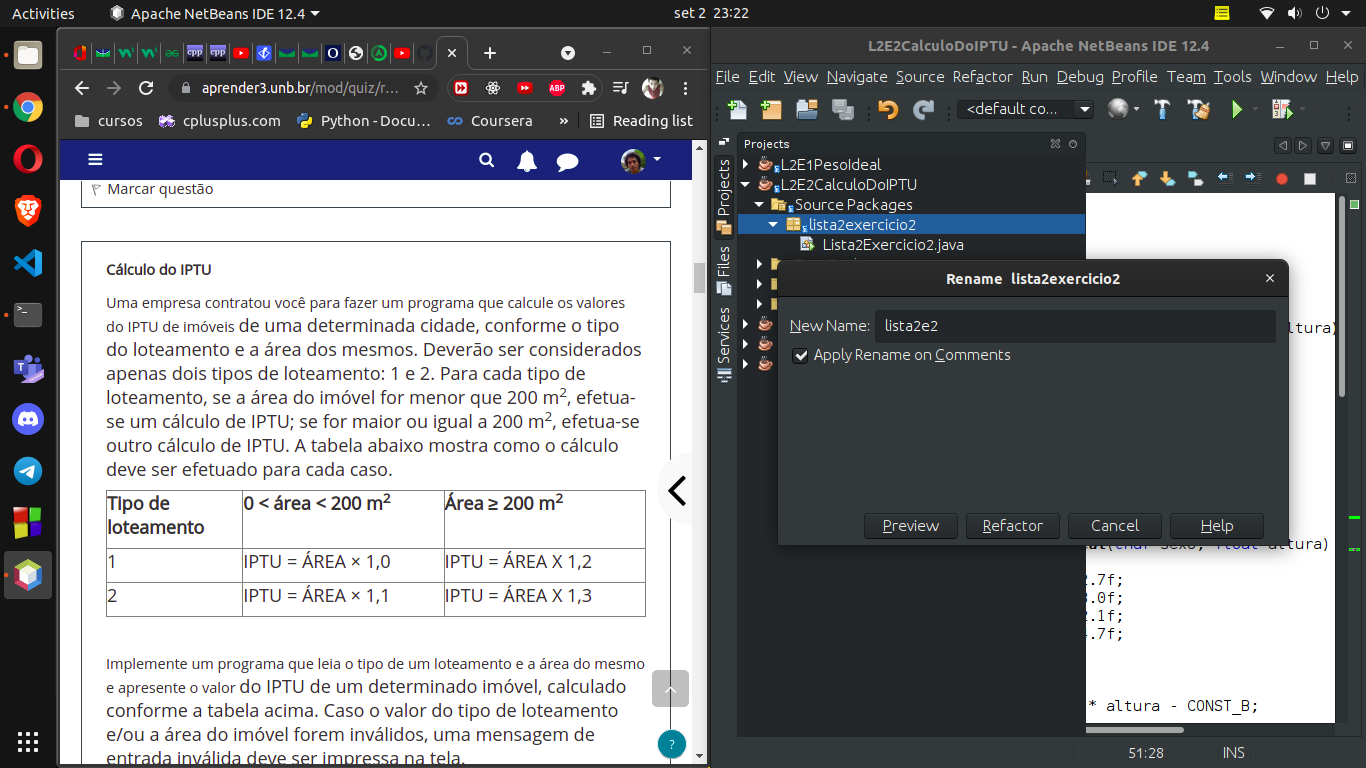 Activities
Apache NetBeans IDE 12.4
set 2 23:22
L2E2CalculoDoIPTU - Apache NetBeans IDE 12.4
aprender3.unb.br/mod/quiz/r...
cursos
cplusplus.com
Python - Docu...
Coursera
»
Reading list
Marcar questão
Cálculo do IPTU
Uma empresa contratou você para fazer um programa que calcule os valores
do IPTU de imóveis de uma determinada cidade, conforme o tipo
do loteamento e a área dos mesmos. Deverão ser considerados
apenas dois tipos de loteamento: 1 e 2. Para cada tipo de
loteamento, se a área do imóvel for menor que 200 m², efetua-
se um cálculo de IPTU; se for maior ou igual a 200 m², efetua-se
outro cálculo de IPTU. A tabela abaixo mostra como o cálculo
deve ser efetuado para cada caso.
Tipo de
loteamento
0 < área < 200 m²
Área ≥ 200 m²
1
IPTU = ÁREA × 1,0
IPTU = ÁREA X 1,2
2
IPTU = ÁREA × 1,1
IPTU = ÁREA X 1,3
Implemente um programa que leia o tipo de um loteamento e a área do mesmo
e apresente o valor do IPTU de um determinado imóvel, calculado
conforme a tabela acima. Caso o valor do tipo de loteamento
e/ou a área do imóvel forem inválidos, uma mensagem de
entrada inválida deve ser impressa na tela.
?
File Edit View Navigate Source Refactor Run Debug Profile Team Tools Window Help
<default co...
Projects
Projects
Files
Services
L2E1PesoIdeal
L2E2CalculoDoIPTU
Source Packages
lista2exercicio2
Lista2Exercicio2.java
Rename lista2exercicio2
New Name: lista2e2
Apply Rename on Comments
Preview
Refactor
Cancel
Help
ltura)
(char sexo, float altura)
2.7f;
.0f;
2.1f;
.7f;
* altura - CONST_B;
51:28
INS